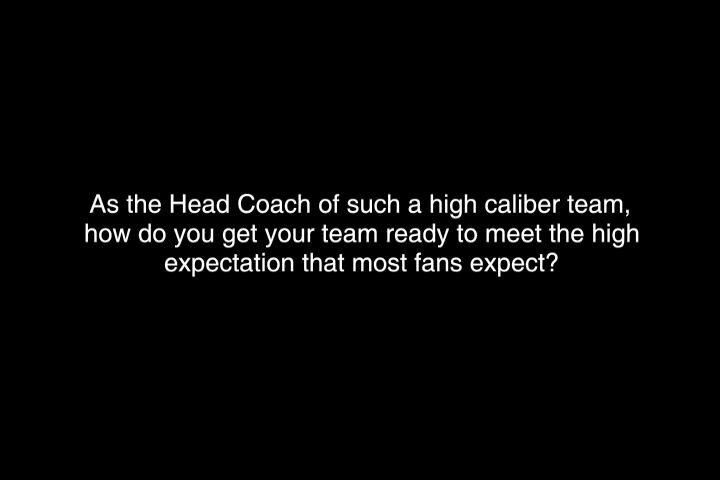 As the Head Coach of such a high caliber team,
how do you get your team ready to meet the high
expectation that most fans expect?